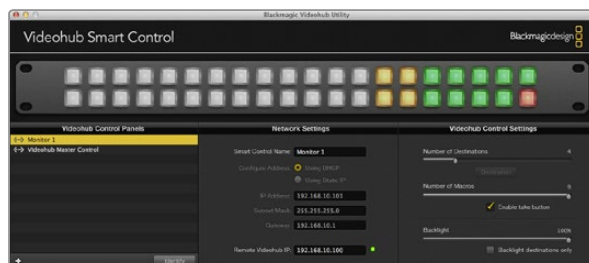 Blackmagic Videohub Utility
Videohub Smart Control
Blackmagicdesign
Videohub Control Panels
Monitor 1
Videohub Master Control
Identify
Network Settings
Smart Control Name: Monitor 1
Configure Address: Using DHCP
Using Static IP
IP Address: 192.168.10.103
Subnet Mask: 255.255.255.0
Gateway: 192.168.10.1
Remote Videohub IP: 192.168.10.100
Videohub Control Settings
Number of Destinations 4
Number of Macros
Enable take button
Backlight 100%
Backlight destinations only